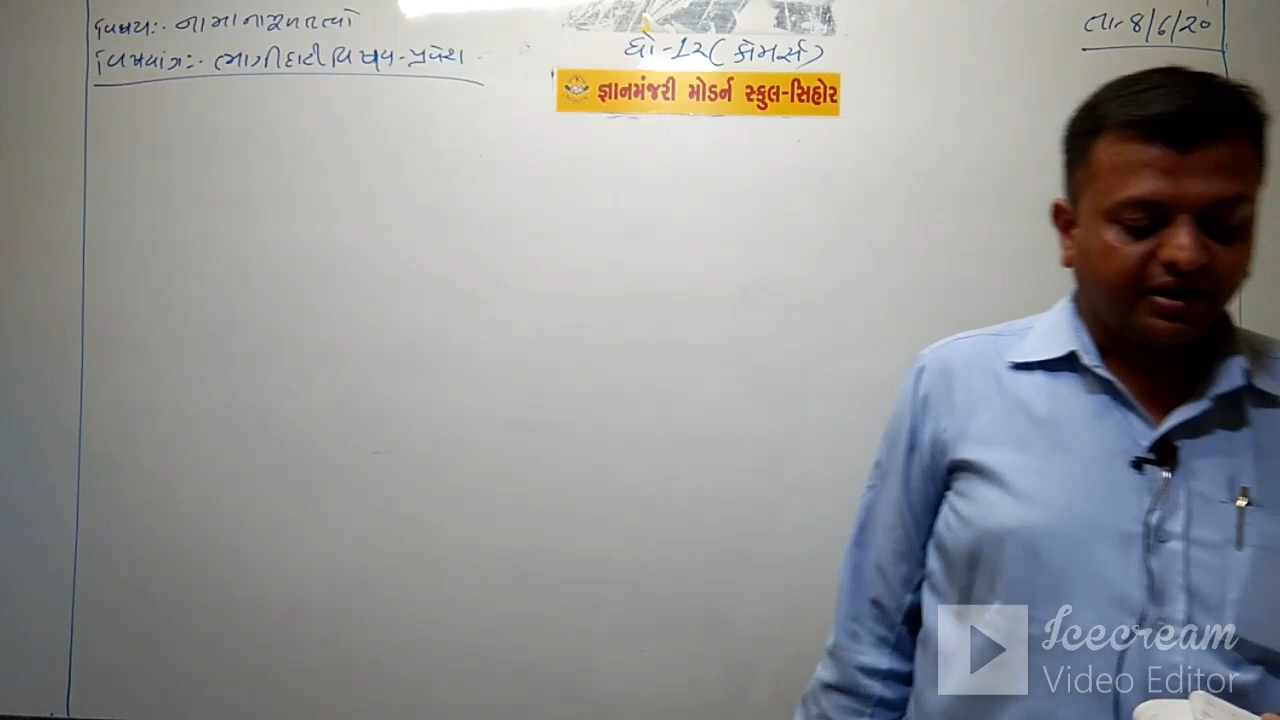 વિષય:- નામાના મૂળતત્વો
વિષયાંગ:- ભાગીદારી વિષય-પ્રવેશ
ધો-12 (કોમર્સ)
તા-8/6/20
જ્ઞાનમંજરી મોડર્ન સ્કુલ-સિહોર
Icecream
Video Editor